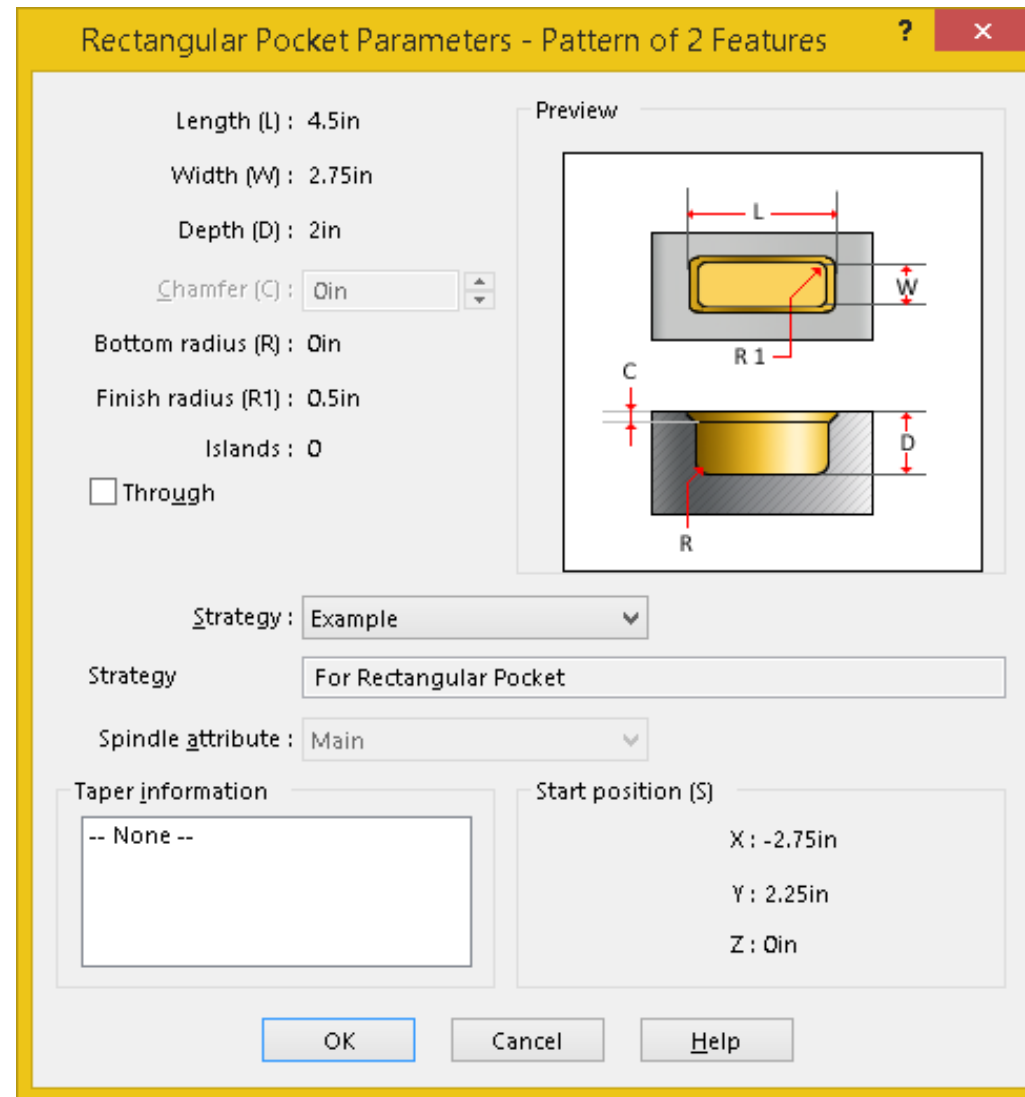 Rectangular Pocket Parameters - Pattern of 2 Features ? ×
Length (L) : 4.5in
Width (W) : 2.75in
Depth (D) : 2in
Chamfer (C) : 0in
Bottom radius (R) : 0in
Finish radius (R1) : 0.5in
Islands : 0
Through
Preview
L
W
R 1
C
D
R
Strategy : Example
Strategy For Rectangular Pocket
Spindle attribute : Main
Taper information
-- None --
Start position (S)
X : -2.75in
Y : 2.25in
Z : 0in
OK Cancel Help